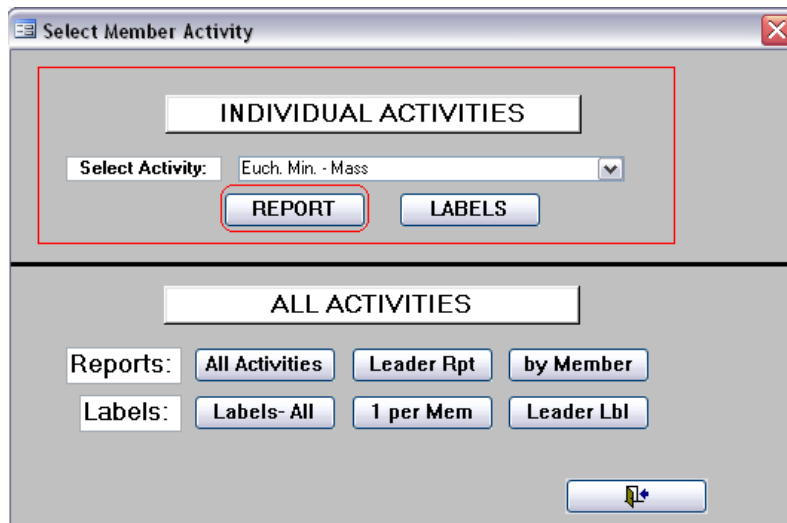 Select Member Activity
INDIVIDUAL ACTIVITIES
Select Activity: Euch. Min. - Mass
REPORT LABELS
ALL ACTIVITIES
Reports: All Activities Leader Rpt by Member
Labels: Labels- All 1 per Mem Leader Lbl